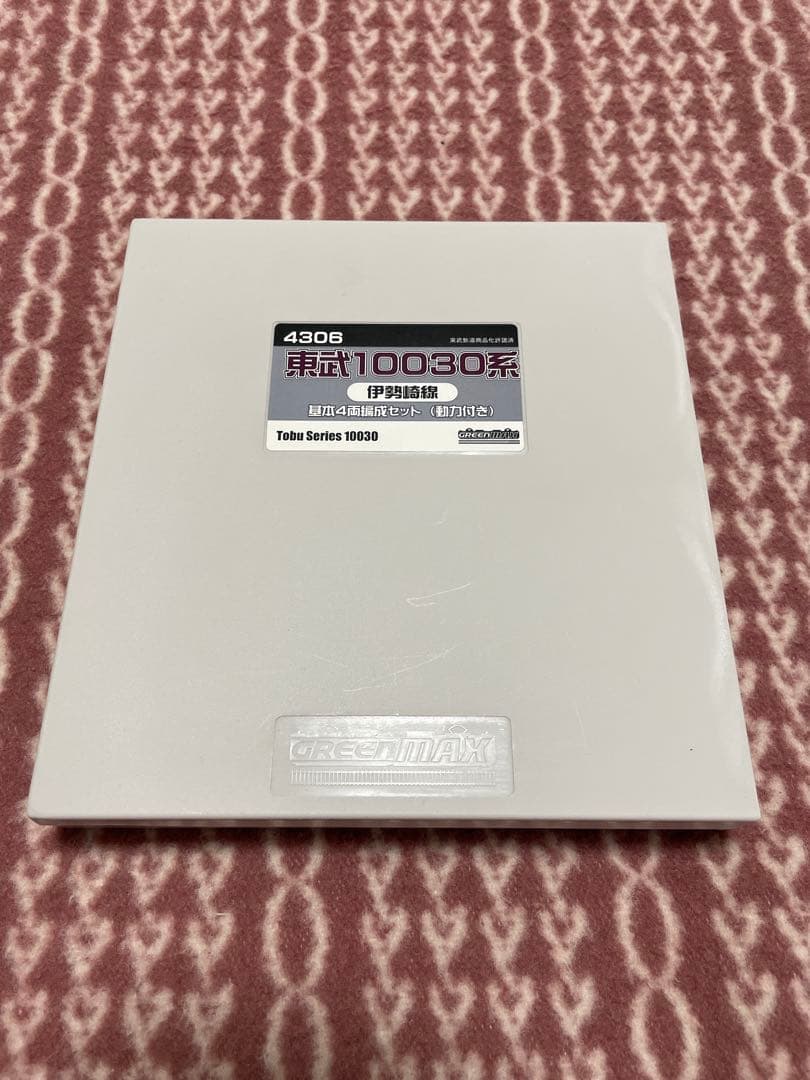 4306
東武鉄道商品化許諾済
東武10030系
伊勢崎線
基本4両編成セット（動力付き）
Tobu Series 10030
GREENMAX
GREENMAX